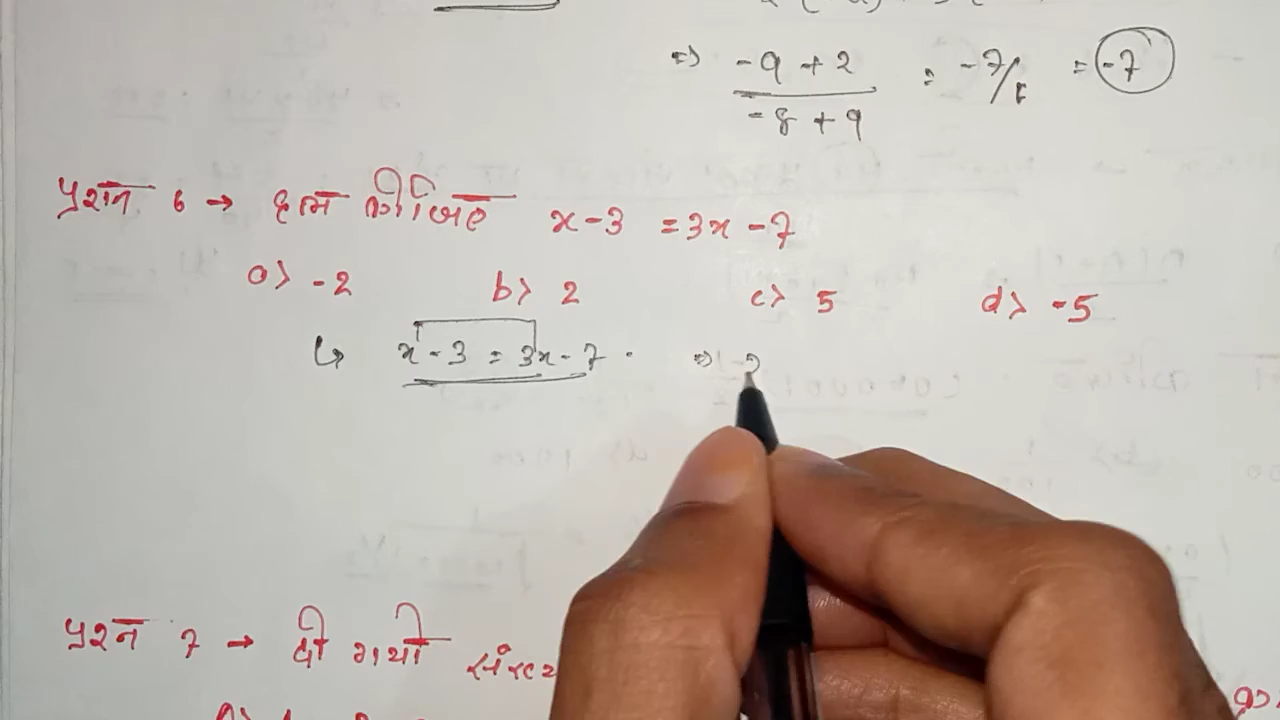 => -9 + 2 / -8 + 9 = -7/1 = -7
प्रश्न 6 → हल कीजिए x - 3 = 3x - 7
a> -2 b> 2 c> 5 d> -5
↳ x - 3 = 3x - 7 =>
प्रश्न 7 → दी गयी